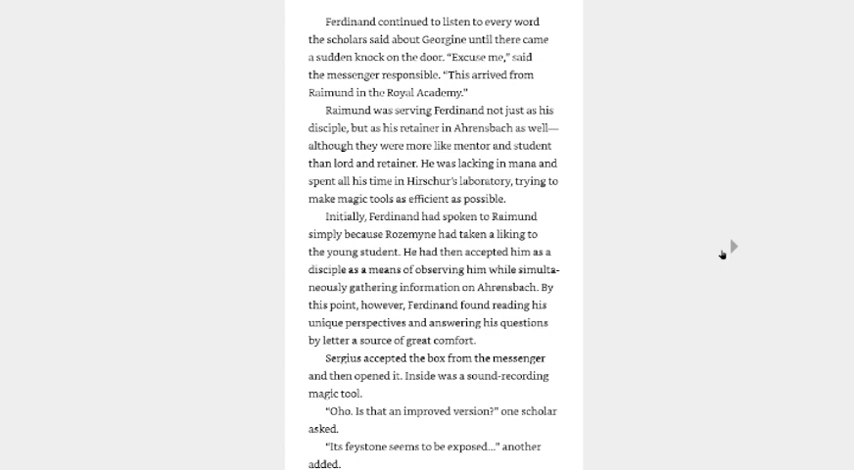 Ferdinand continued to listen to every word
the scholars said about Georgine until there came
a sudden knock on the door. “Excuse me,” said
the messenger responsible. “This arrived from
Raimund in the Royal Academy.”
Raimund was serving Ferdinand not just as his
disciple, but as his retainer in Ahrensbach as well—
although they were more like mentor and student
than lord and retainer. He was lacking in mana and
spent all his time in Hirschur’s laboratory, trying to
make magic tools as efficient as possible.
Initially, Ferdinand had spoken to Raimund
simply because Rozemyne had taken a liking to
the young student. He had then accepted him as a
disciple as a means of observing him while simulta-
neously gathering information on Ahrensbach. By
this point, however, Ferdinand found reading his
unique perspectives and answering his questions
by letter a source of great comfort.
Sergius accepted the box from the messenger
and then opened it. Inside was a sound-recording
magic tool.
“Oho. Is that an improved version?” one scholar
asked.
“Its feystone seems to be exposed...” another
added.